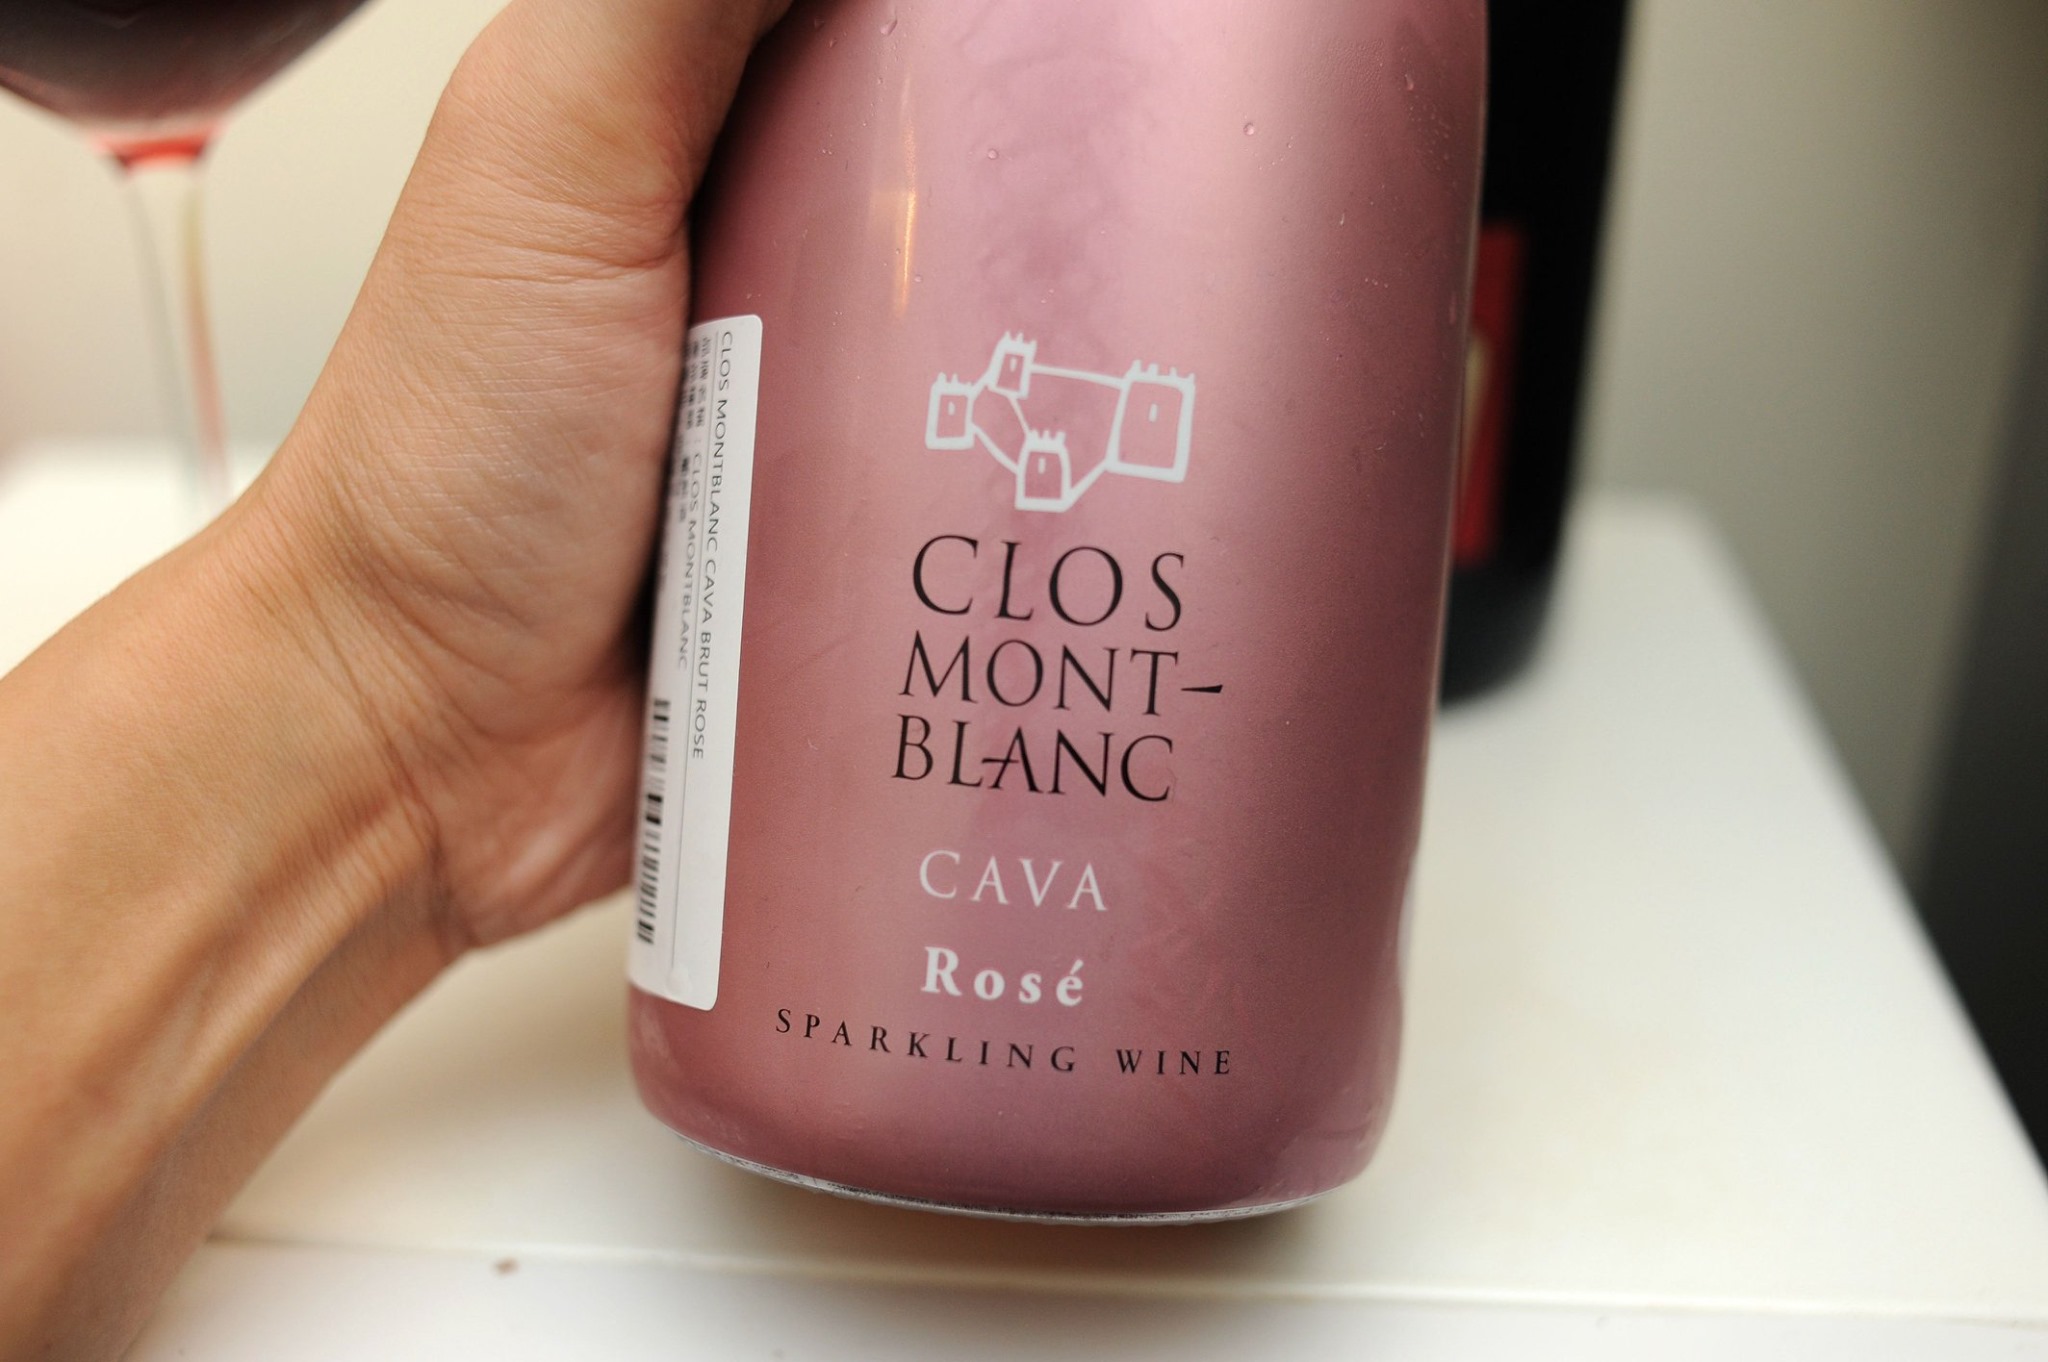 CLOS
MONT-
BLANC
CAVA
Rosé
SPARKLING WINE
CLOS MONTBLANC CAVA BRUT ROSE
CLOS MONTBLANC